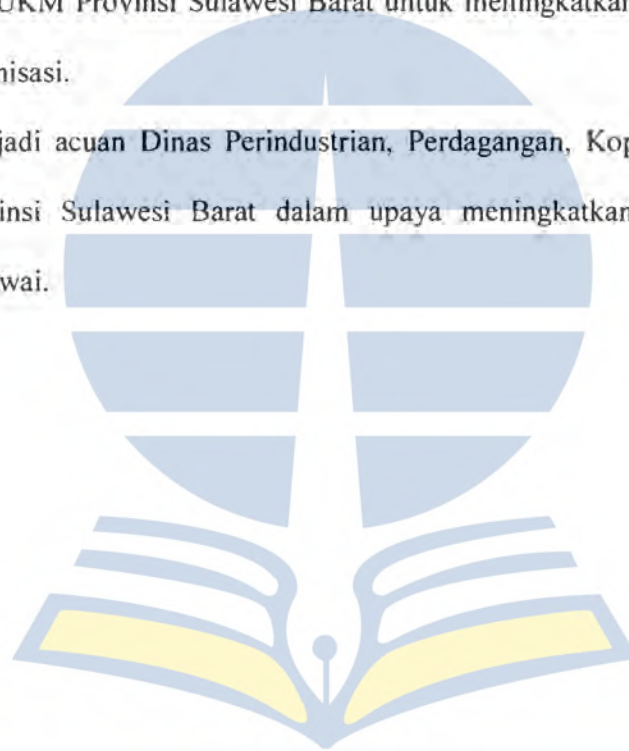 UKM Provinsi Sulawesi Barat untuk meningkatkan
nisasi.
jadi acuan Dinas Perindustrian, Perdagangan, Kop
insi Sulawesi Barat dalam upaya meningkatkan
wai.